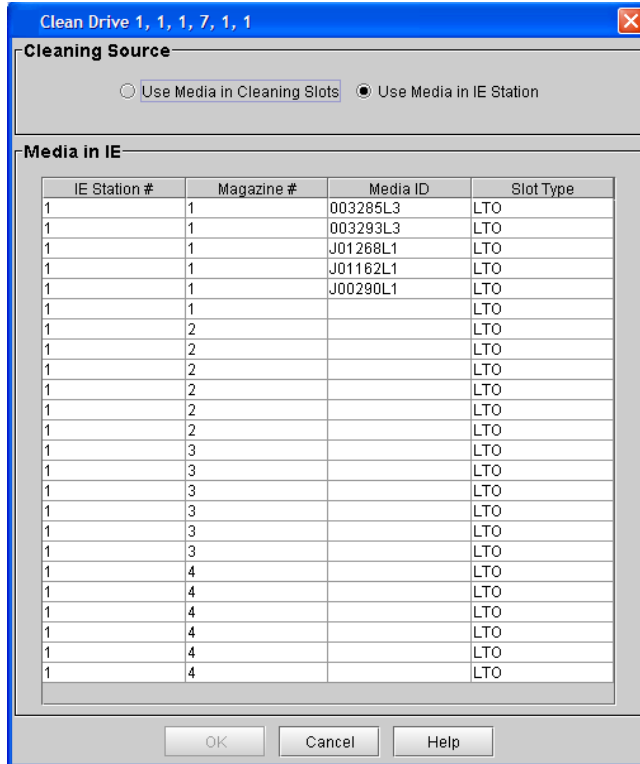 Clean Drive 1, 1, 1, 7, 1, 1
Cleaning Source
Use Media in Cleaning Slots Use Media in IE Station
Media in IE
IE Station # Magazine # Media ID Slot Type
1 1 003285L3 LTO
1 1 003293L3 LTO
1 1 J01268L1 LTO
1 1 J01162L1 LTO
1 1 J00290L1 LTO
1 1 LTO
1 2 LTO
1 2 LTO
1 2 LTO
1 2 LTO
1 2 LTO
1 2 LTO
1 3 LTO
1 3 LTO
1 3 LTO
1 3 LTO
1 3 LTO
1 3 LTO
1 4 LTO
1 4 LTO
1 4 LTO
1 4 LTO
1 4 LTO
1 4 LTO
OK Cancel Help